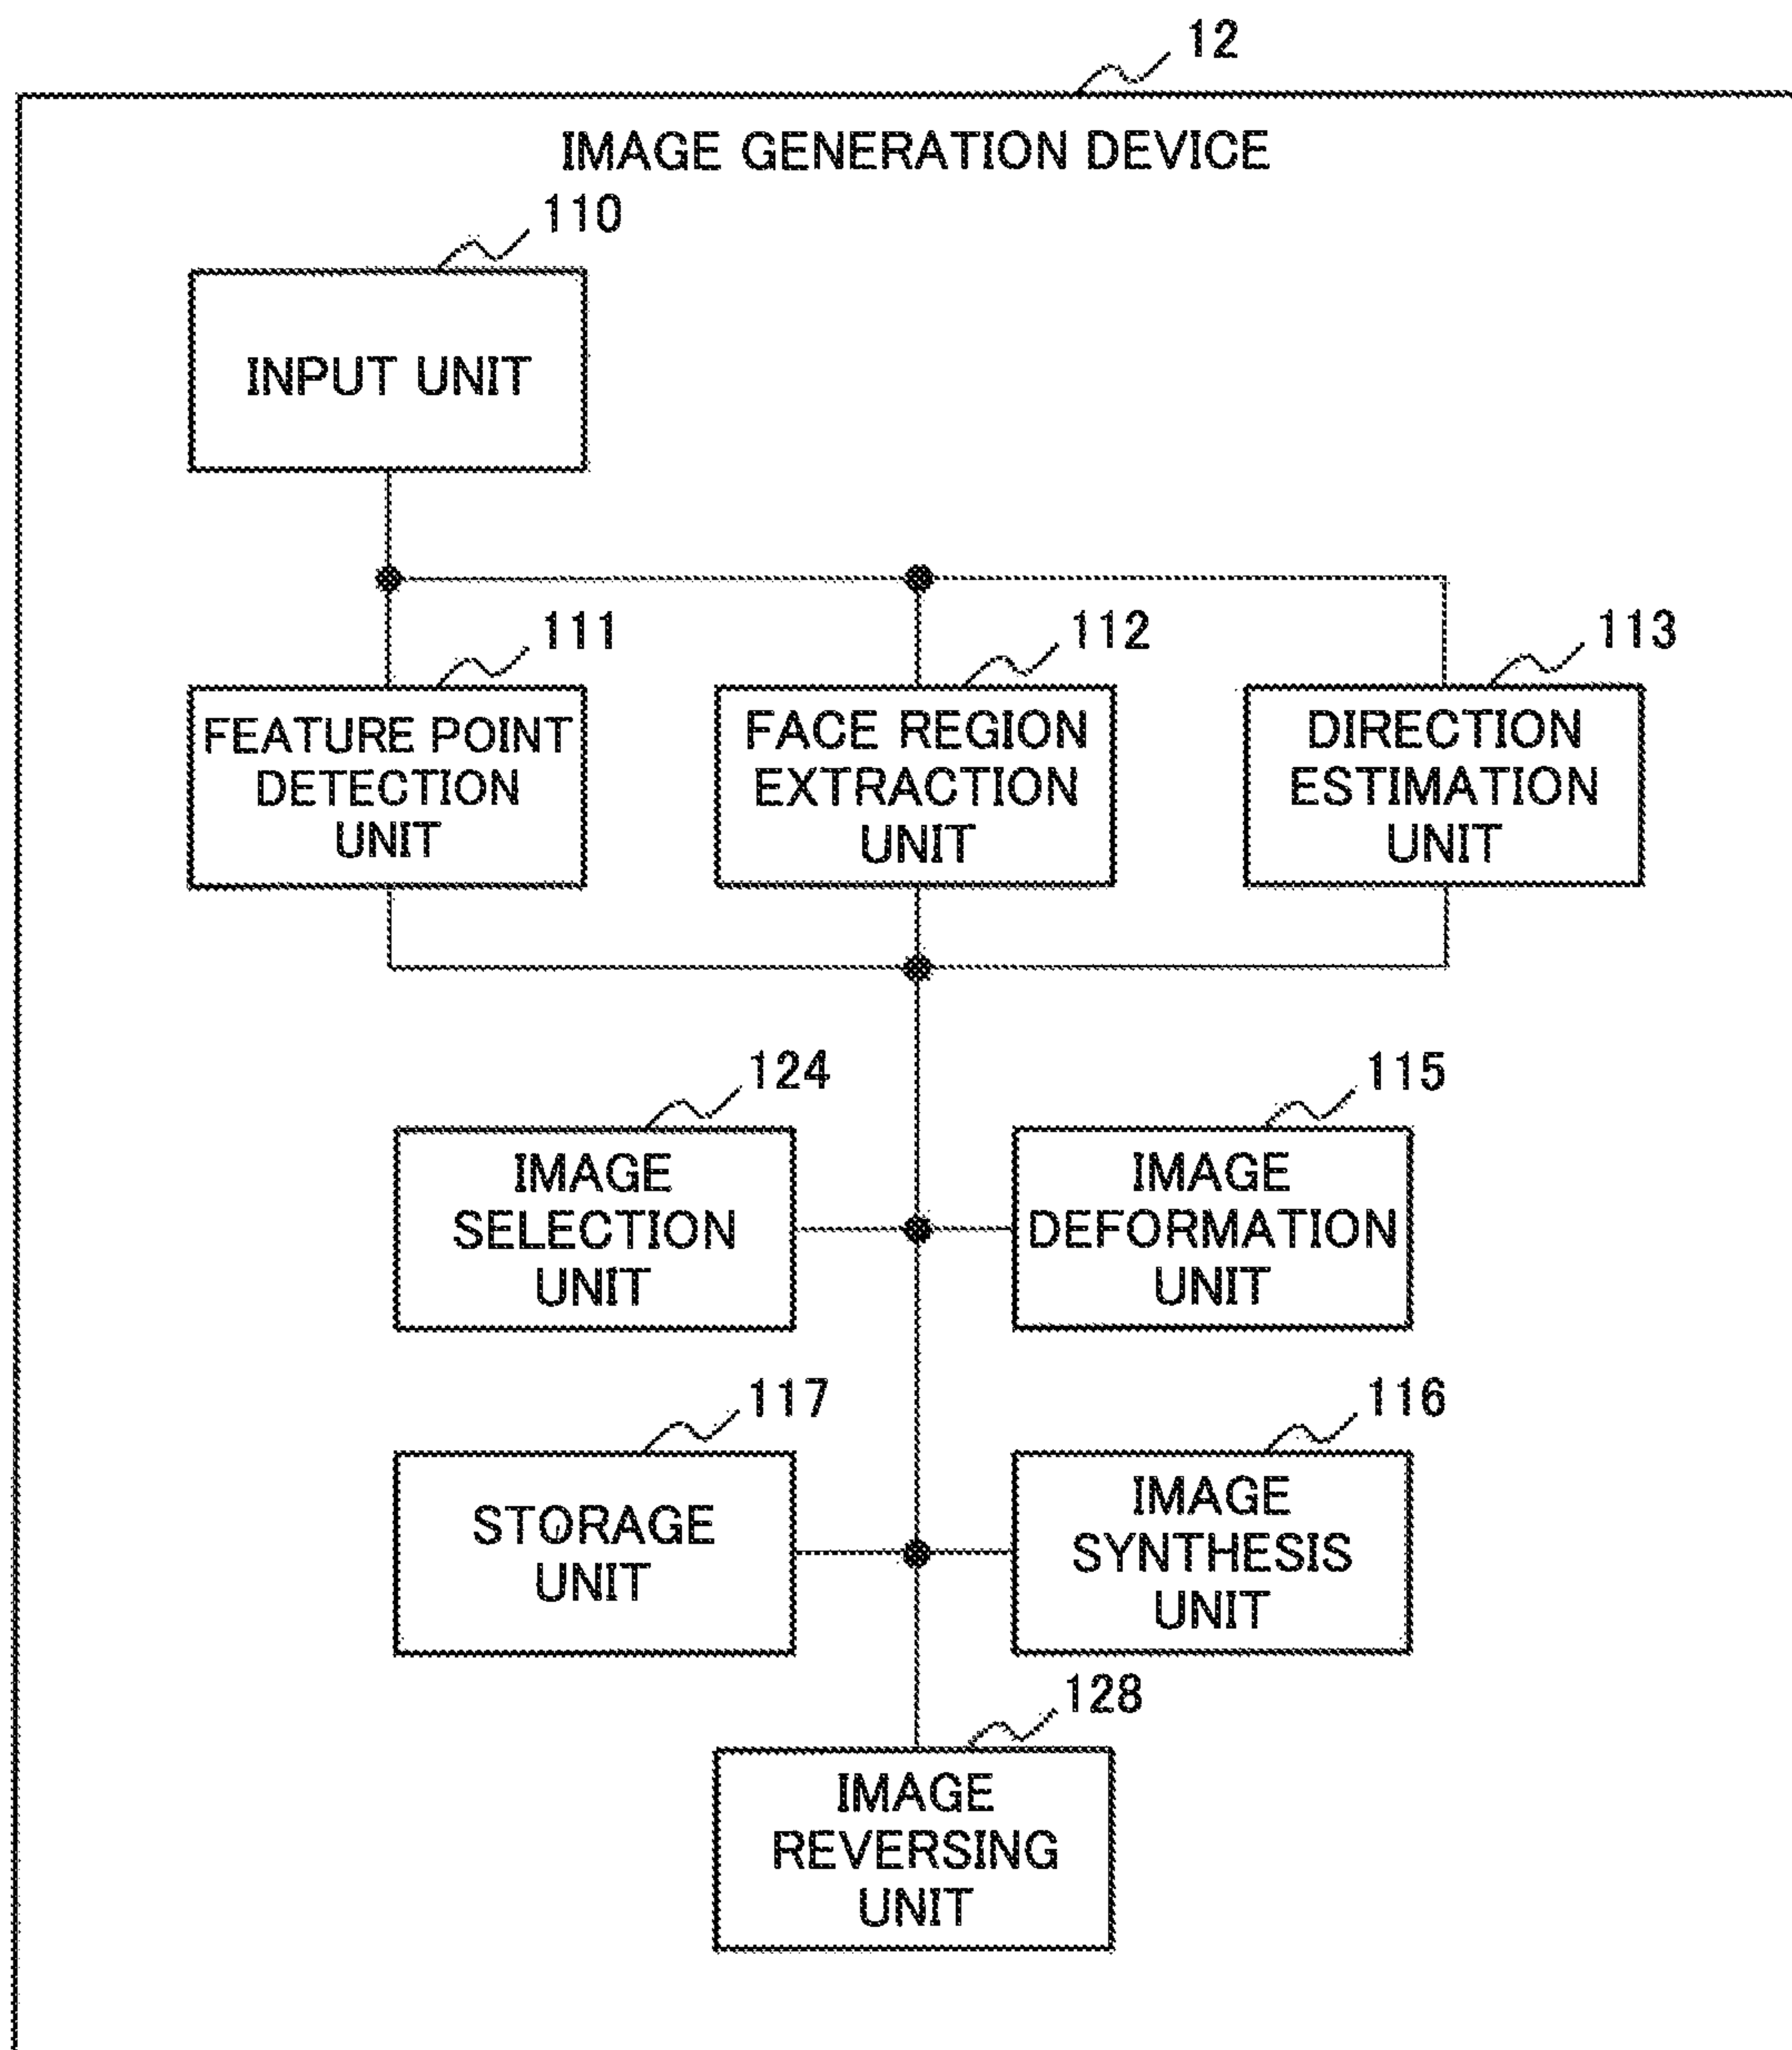 12
IMAGE GENERATION DEVICE
110
INPUT UNIT
111
FEATURE POINT
DETECTION
UNIT
112
FACE REGION
EXTRACTION
UNIT
113
DIRECTION
ESTIMATION
UNIT
124
IMAGE
SELECTION
UNIT
115
IMAGE
DEFORMATION
UNIT
117
STORAGE
UNIT
116
IMAGE
SYNTHESIS
UNIT
128
IMAGE
REVERSING
UNIT